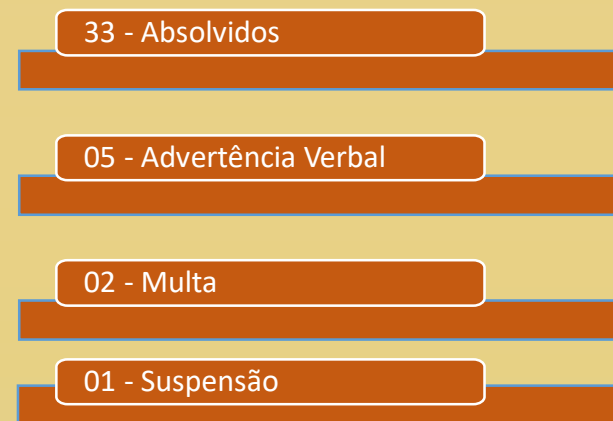 33 - Absolvidos
05 - Advertência Verbal
02 - Multa
01 - Suspensão